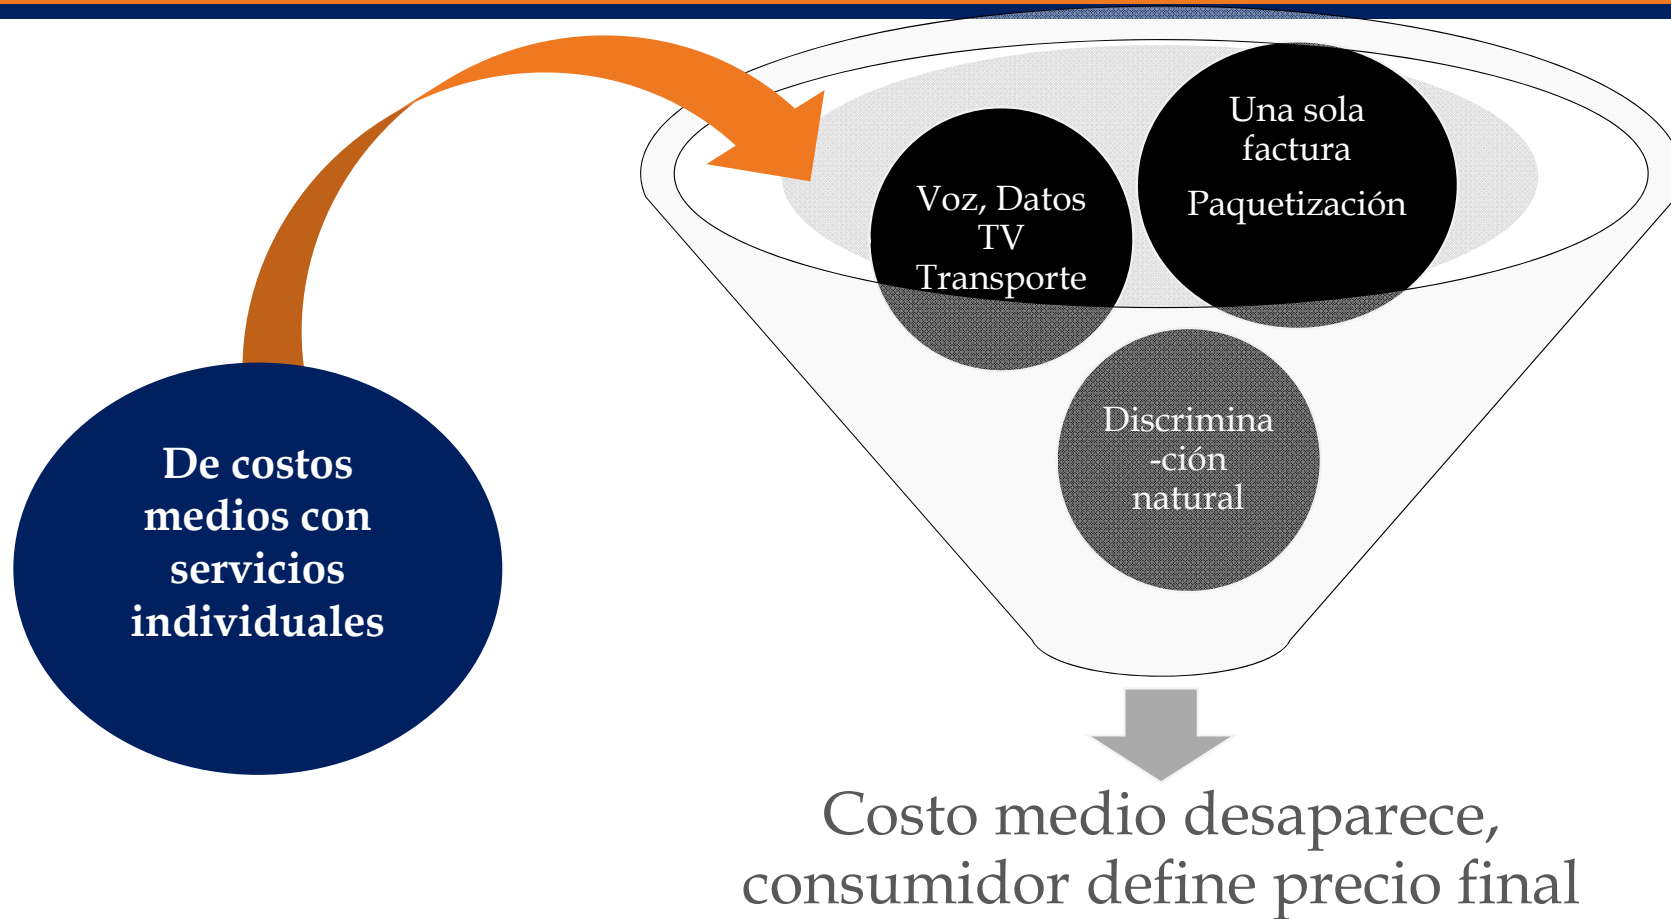 De costos
medios con
servicios
individuales
Voz, Datos
TV
Transporte
Una sola
factura
Paquetización
Discrimina
-ción
natural
Costo medio desaparece,
consumidor define precio final